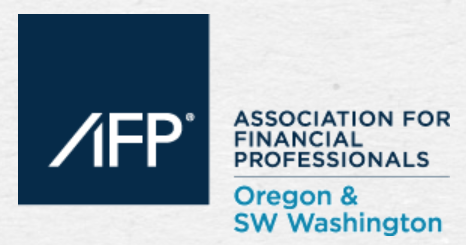 AFP®
ASSOCIATION FOR
FINANCIAL
PROFESSIONALS
Oregon &
SW Washington